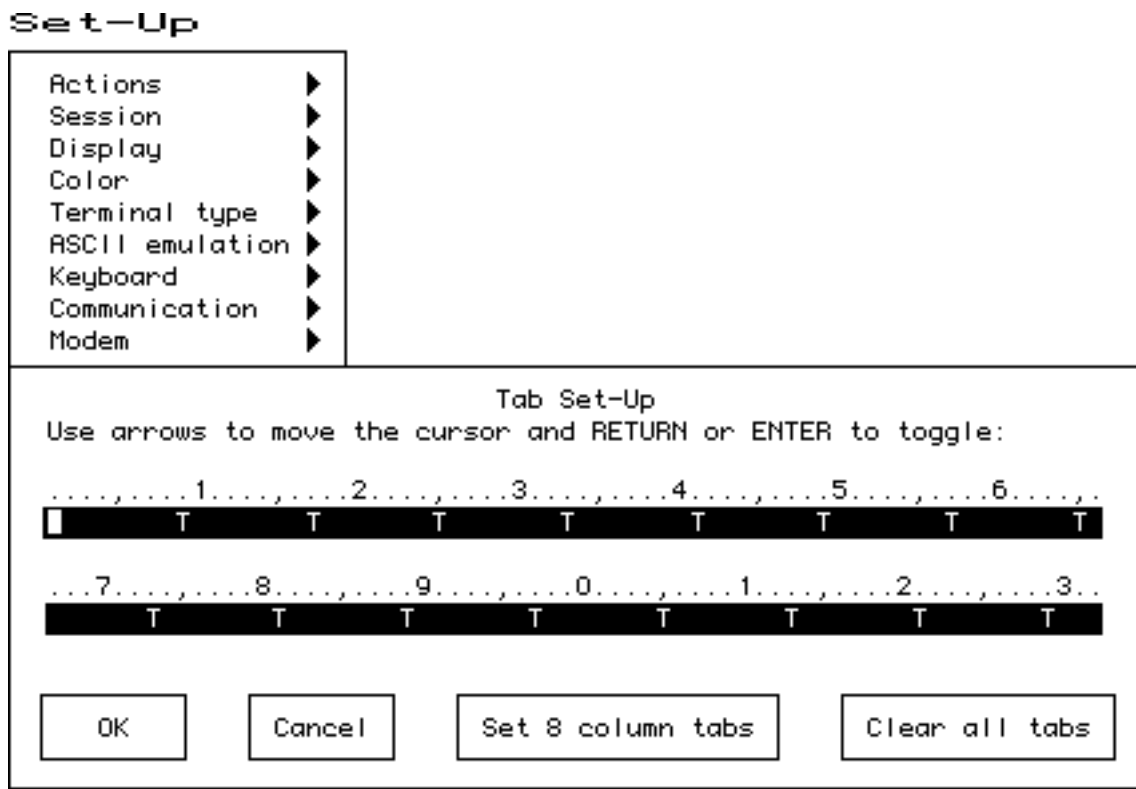 Set-Up
Actions
Session
Display
Color
Terminal type
ASCII emulation
Keyboard
Communication
Modem
Tab Set-Up
Use arrows to move the cursor and RETURN or ENTER to toggle:
....,....1....,....2....,....3....,....4....,....5....,....6....,.
T T T T T T T T
...7....,....8....,....9....,....0....,....1....,....2....,....3..
T T T T T T T T
OK Cancel Set 8 column tabs Clear all tabs